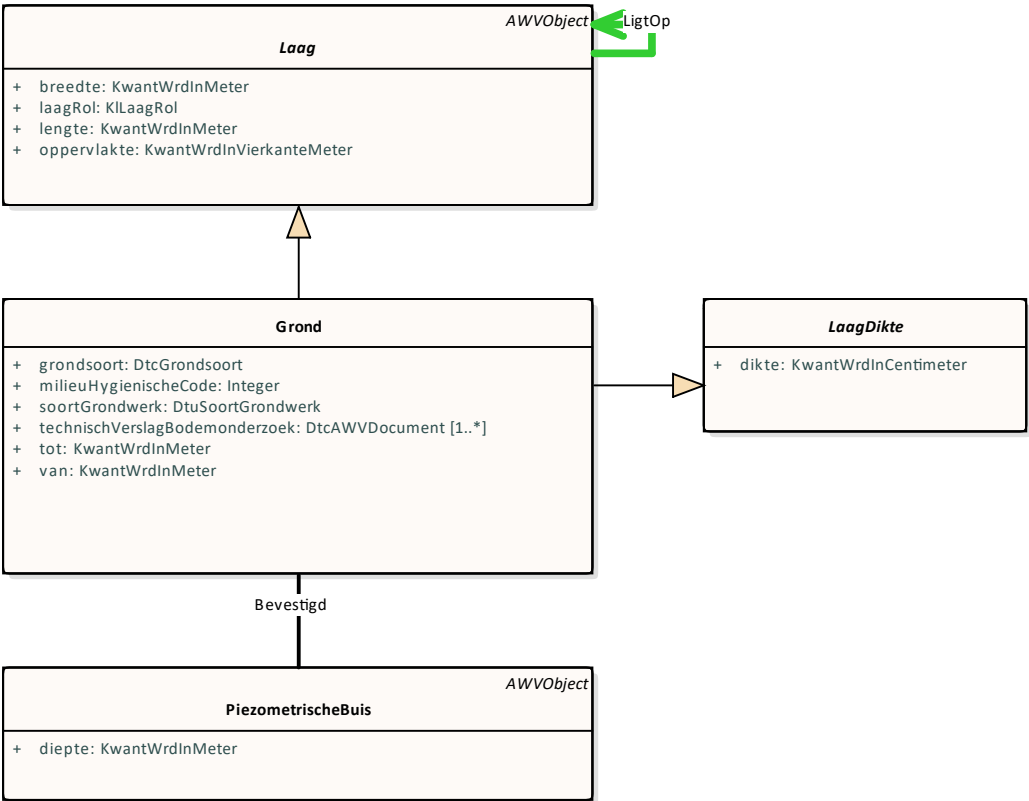 AWVObject
LigtOp
Laag
+ breedte: KwantWrdInMeter
+ laagRol: KlLaagRol
+ lengte: KwantWrdInMeter
+ oppervlakte: KwantWrdInVierkanteMeter
Grond
+ grondsoort: DtcGrondsoort
+ milieuHygienischeCode: Integer
+ soortGrondwerk: DtuSoortGrondwerk
+ technischVerslagBodemonderzoek: DtcAWVDocument [1..*]
+ tot: KwantWrdInMeter
+ van: KwantWrdInMeter
LaagDikte
+ dikte: KwantWrdInCentimeter
Bevestigd
AWVObject
PiezometrischeBuis
+ diepte: KwantWrdInMeter